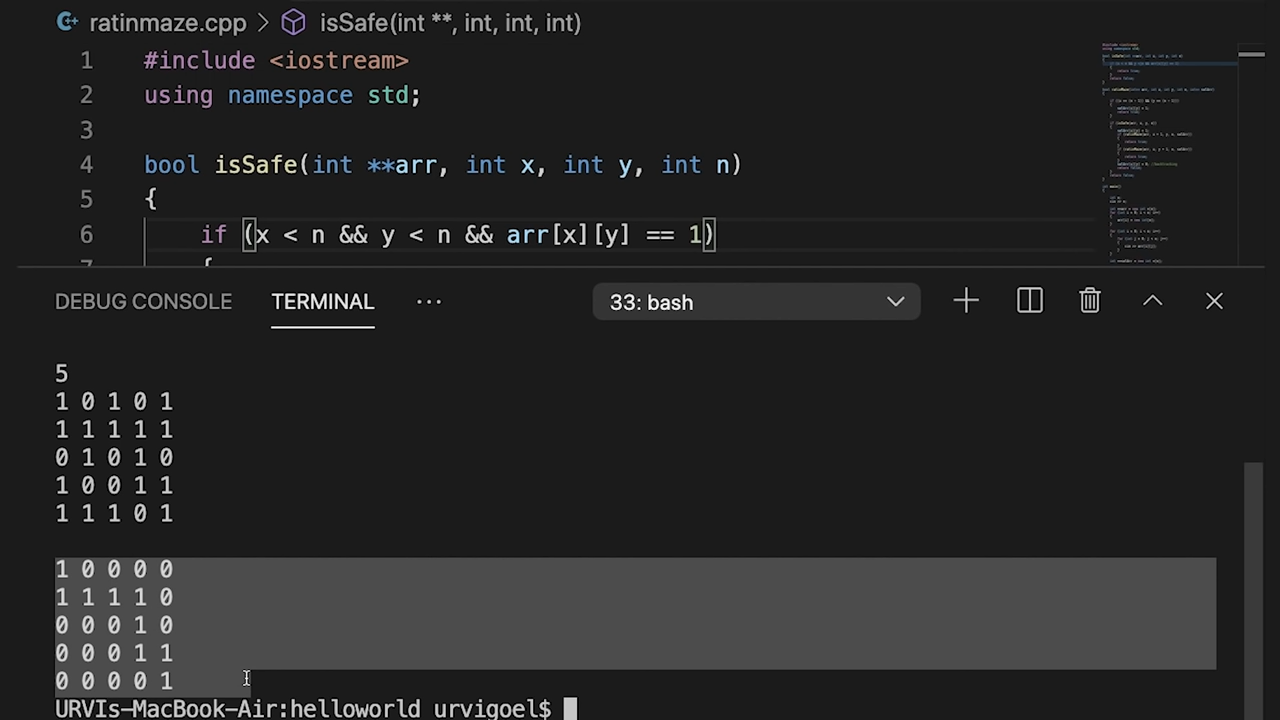 ratinmaze.cpp > isSafe(int **, int, int, int)
1 #include <iostream>
2 using namespace std;
3
4 bool isSafe(int **arr, int x, int y, int n)
5 {
6 if (x < n && y < n && arr[x][y] == 1)
7 {
DEBUG CONSOLE TERMINAL ··· 33: bash
5
1 0 1 0 1
1 1 1 1 1
0 1 0 1 0
1 0 0 1 1
1 1 1 0 1
1 0 0 0 0
1 1 1 1 0
0 0 0 1 0
0 0 0 1 1
0 0 0 0 1
URVIs-MacBook-Air:helloworld urvigoel$